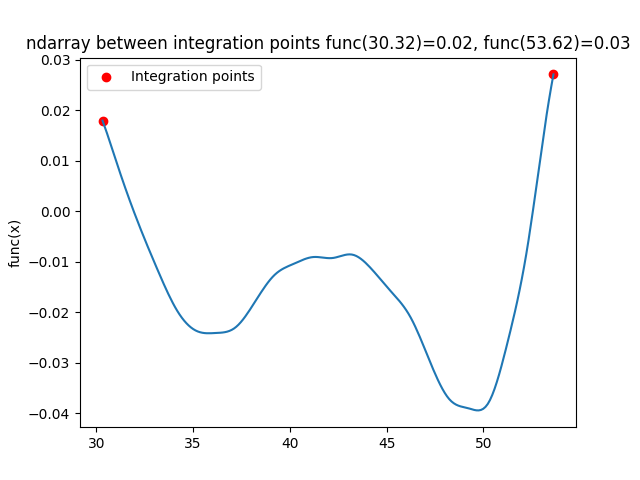 ndarray between integration points func(30.32)=0.02, func(53.62)=0.03
Integration points
func(x)
0.03
0.02
0.01
0.00
−0.01
−0.02
−0.03
−0.04
30 35 40 45 50